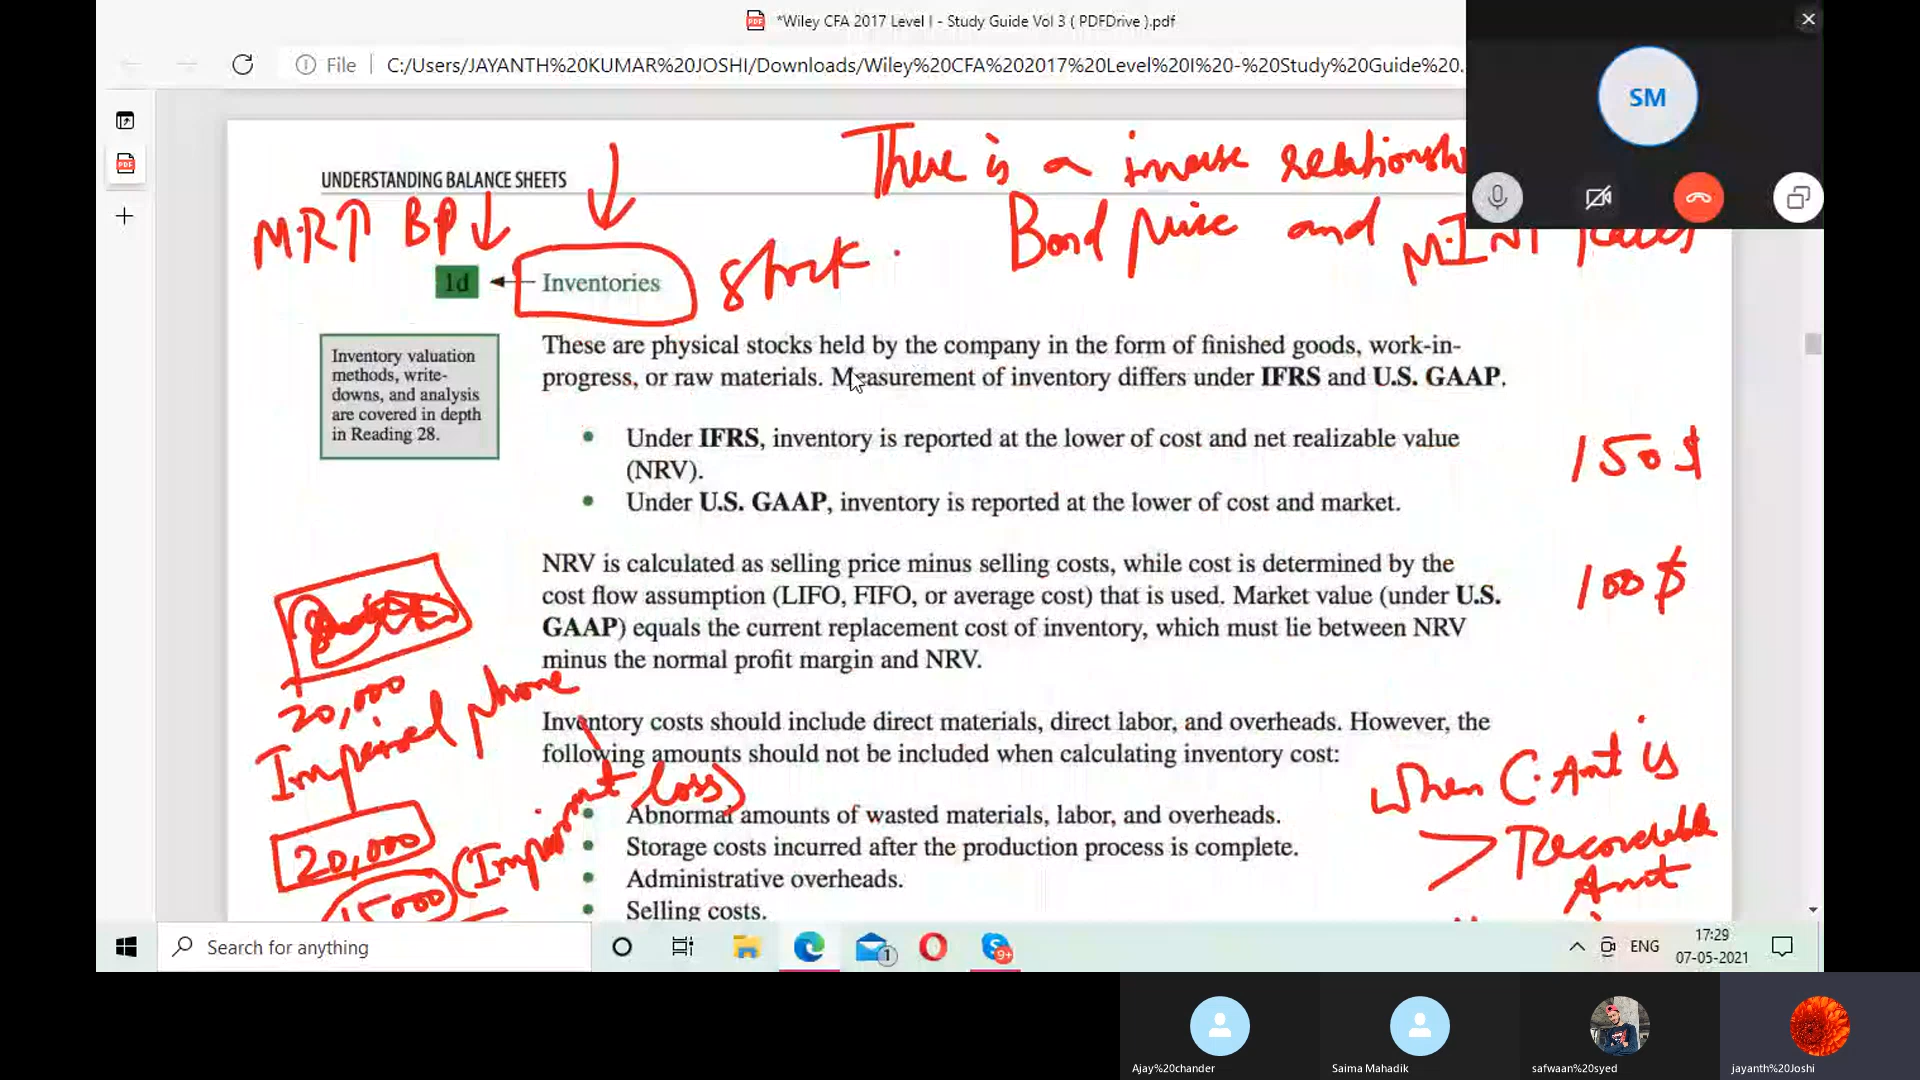 *Wiley CFA 2017 Level I - Study Guide Vol 3 ( PDFDrive ).pdf
File
C:/Users/JAYANTH%20KUMAR%20JOSHI/Downloads/Wiley%20CFA%202017%20Level%20I%20-%20Study%20Guide%20.
SM
There is a inverse relationsh
UNDERSTANDING BALANCE SHEETS
M.R↑ BP↓
Bond price and M.INT Rates
1d
Inventories
Stock.
Inventory valuation
methods, write-
downs, and analysis
are covered in depth
in Reading 28.
These are physical stocks held by the company in the form of finished goods, work-in-
progress, or raw materials. Measurement of inventory differs under IFRS and U.S. GAAP.
Under IFRS, inventory is reported at the lower of cost and net realizable value
(NRV).
150$
Under U.S. GAAP, inventory is reported at the lower of cost and market.
NRV is calculated as selling price minus selling costs, while cost is determined by the
cost flow assumption (LIFO, FIFO, or average cost) that is used. Market value (under U.S.
GAAP) equals the current replacement cost of inventory, which must lie between NRV
minus the normal profit margin and NRV.
100$
20,000
Impaired phone
Inventory costs should include direct materials, direct labor, and overheads. However, the
following amounts should not be included when calculating inventory cost:
When C.Amt is
> Recoverable
Amt
20,000
15000 (Impairmt loss)
Abnormal amounts of wasted materials, labor, and overheads.
Storage costs incurred after the production process is complete.
Administrative overheads.
Selling costs.
Search for anything
1
9+
ENG
17:29
07-05-2021
Ajay%20chander
Saima Mahadik
safwaan%20syed
jayanth%20Joshi